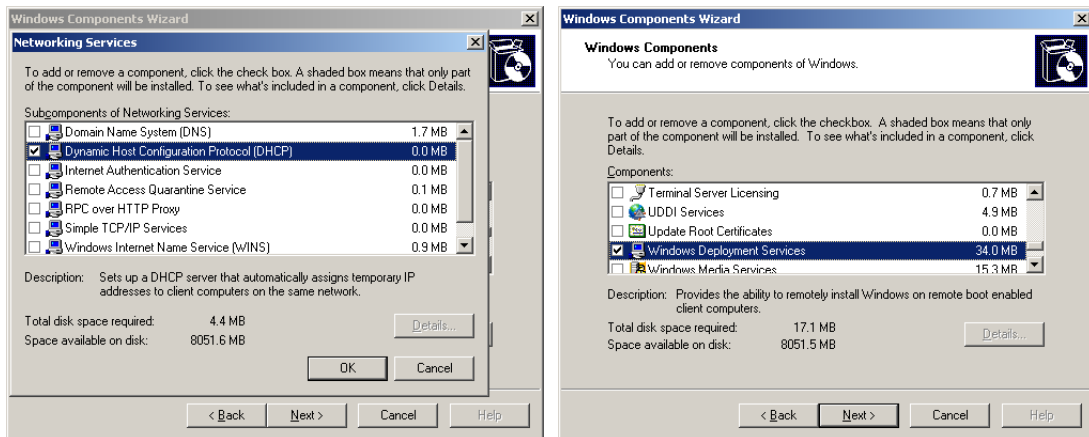 Windows Components Wizard
Networking Services
To add or remove a component, click the check box. A shaded box means that only part
of the component will be installed. To see what's included in a component, click Details.
Subcomponents of Networking Services:
Domain Name System (DNS) 1.7 MB
Dynamic Host Configuration Protocol (DHCP) 0.0 MB
Internet Authentication Service 0.0 MB
Remote Access Quarantine Service 0.1 MB
RPC over HTTP Proxy 0.0 MB
Simple TCP/IP Services 0.0 MB
Windows Internet Name Service (WINS) 0.9 MB
Description: Sets up a DHCP server that automatically assigns temporary IP
addresses to client computers on the same network.
Total disk space required: 4.4 MB
Space available on disk: 8051.6 MB
Details...
OK Cancel
< Back Next > Cancel Help
Windows Components Wizard
Windows Components
You can add or remove components of Windows.
To add or remove a component, click the checkbox. A shaded box means that only
part of the component will be installed. To see what's included in a component, click
Details.
Components:
Terminal Server Licensing 0.7 MB
UDDI Services 4.9 MB
Update Root Certificates 0.0 MB
Windows Deployment Services 34.0 MB
Windows Media Services 15.3 MB
Description: Provides the ability to remotely install Windows on remote boot enabled
client computers.
Total disk space required: 17.1 MB
Space available on disk: 8051.5 MB
Details...
< Back Next > Cancel Help